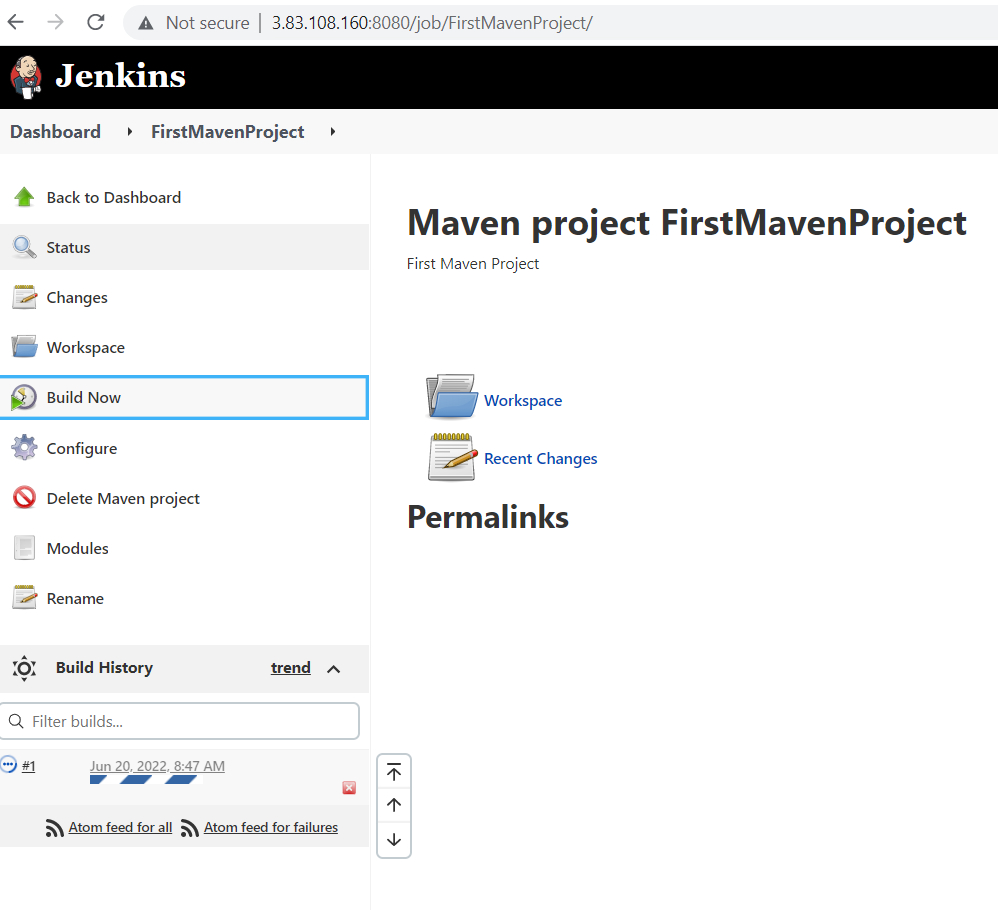 Not secure | 3.83.108.160:8080/job/FirstMavenProject/
Jenkins
Dashboard FirstMavenProject
Back to Dashboard
Status
Changes
Workspace
Build Now
Configure
Delete Maven project
Modules
Rename
Build History trend
Filter builds...
#1 Jun 20, 2022, 8:47 AM
Atom feed for all Atom feed for failures
Maven project FirstMavenProject
First Maven Project
Workspace
Recent Changes
Permalinks